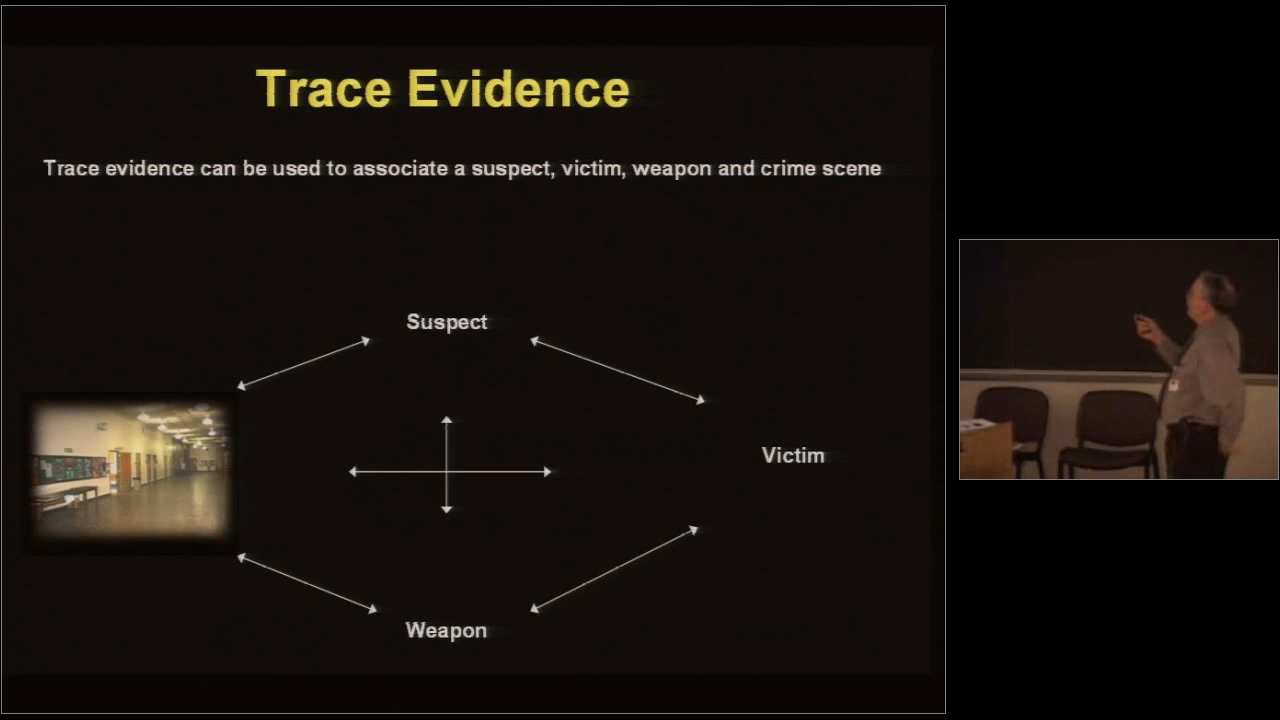 Trace Evidence
Trace evidence can be used to associate a suspect, victim, weapon and crime scene
Suspect
Victim
Weapon